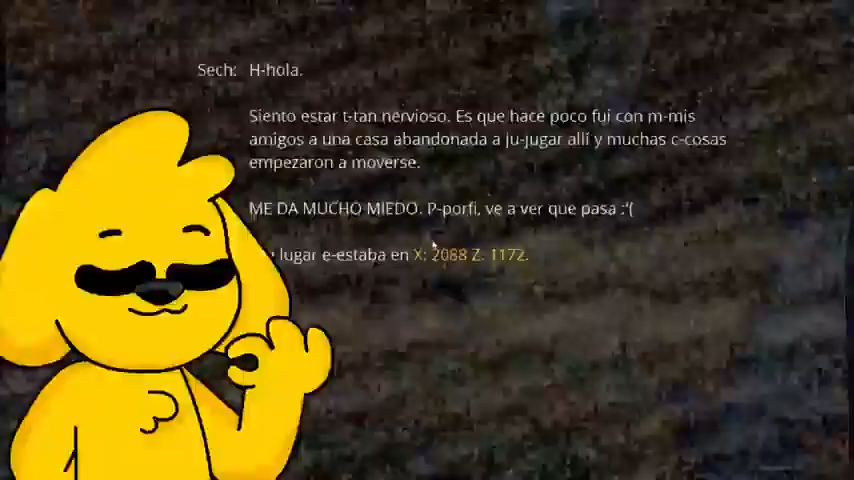 Sech: H-hola.
Siento estar t-tan nervioso. Es que hace poco fui con m-mis
amigos a una casa abandonada a ju-jugar allí y muchas c-cosas
empezaron a moverse.
ME DA MUCHO MIEDO. P-porfi, ve a ver que pasa :'(
lugar e-estaba en X: 2088 Z: 1172.